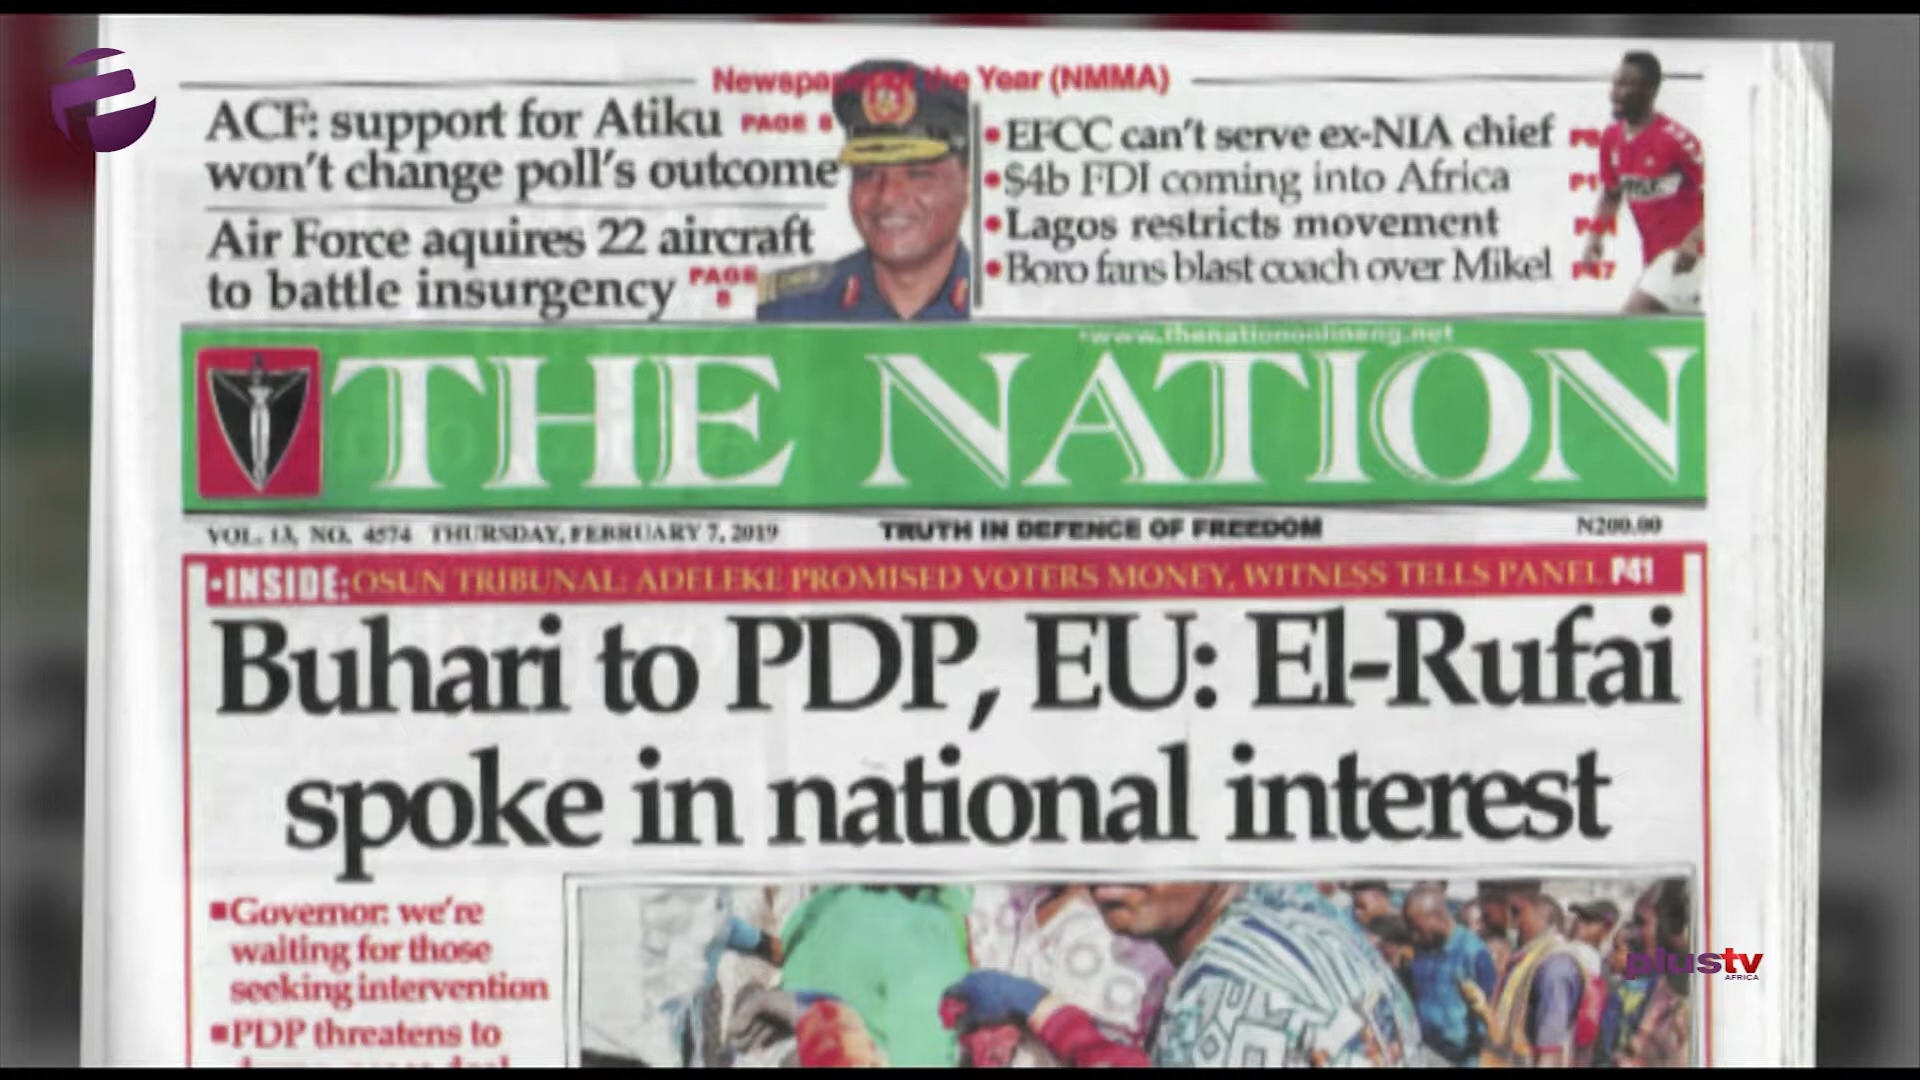 Newspaper of the Year (NMMA)
ACF: support for Atiku PAGE 8
won't change poll's outcome
Air Force aquires 22 aircraft
to battle insurgency PAGE
8
•EFCC can't serve ex-NIA chief
•$4b FDI coming into Africa
•Lagos restricts movement
•Boro fans blast coach over Mikel P47
•www.thenationonlineng.net
THE NATION
VOL. 13, NO. 4574 THURSDAY, FEBRUARY 7, 2019 TRUTH IN DEFENCE OF FREEDOM N200.00
•INSIDE: OSUN TRIBUNAL: ADELEKE PROMISED VOTERS MONEY, WITNESS TELLS PANEL P41
Buhari to PDP, EU: El-Rufai
spoke in national interest
■Governor: we're
waiting for those
seeking intervention
■PDP threatens to
plustv
AFRICA